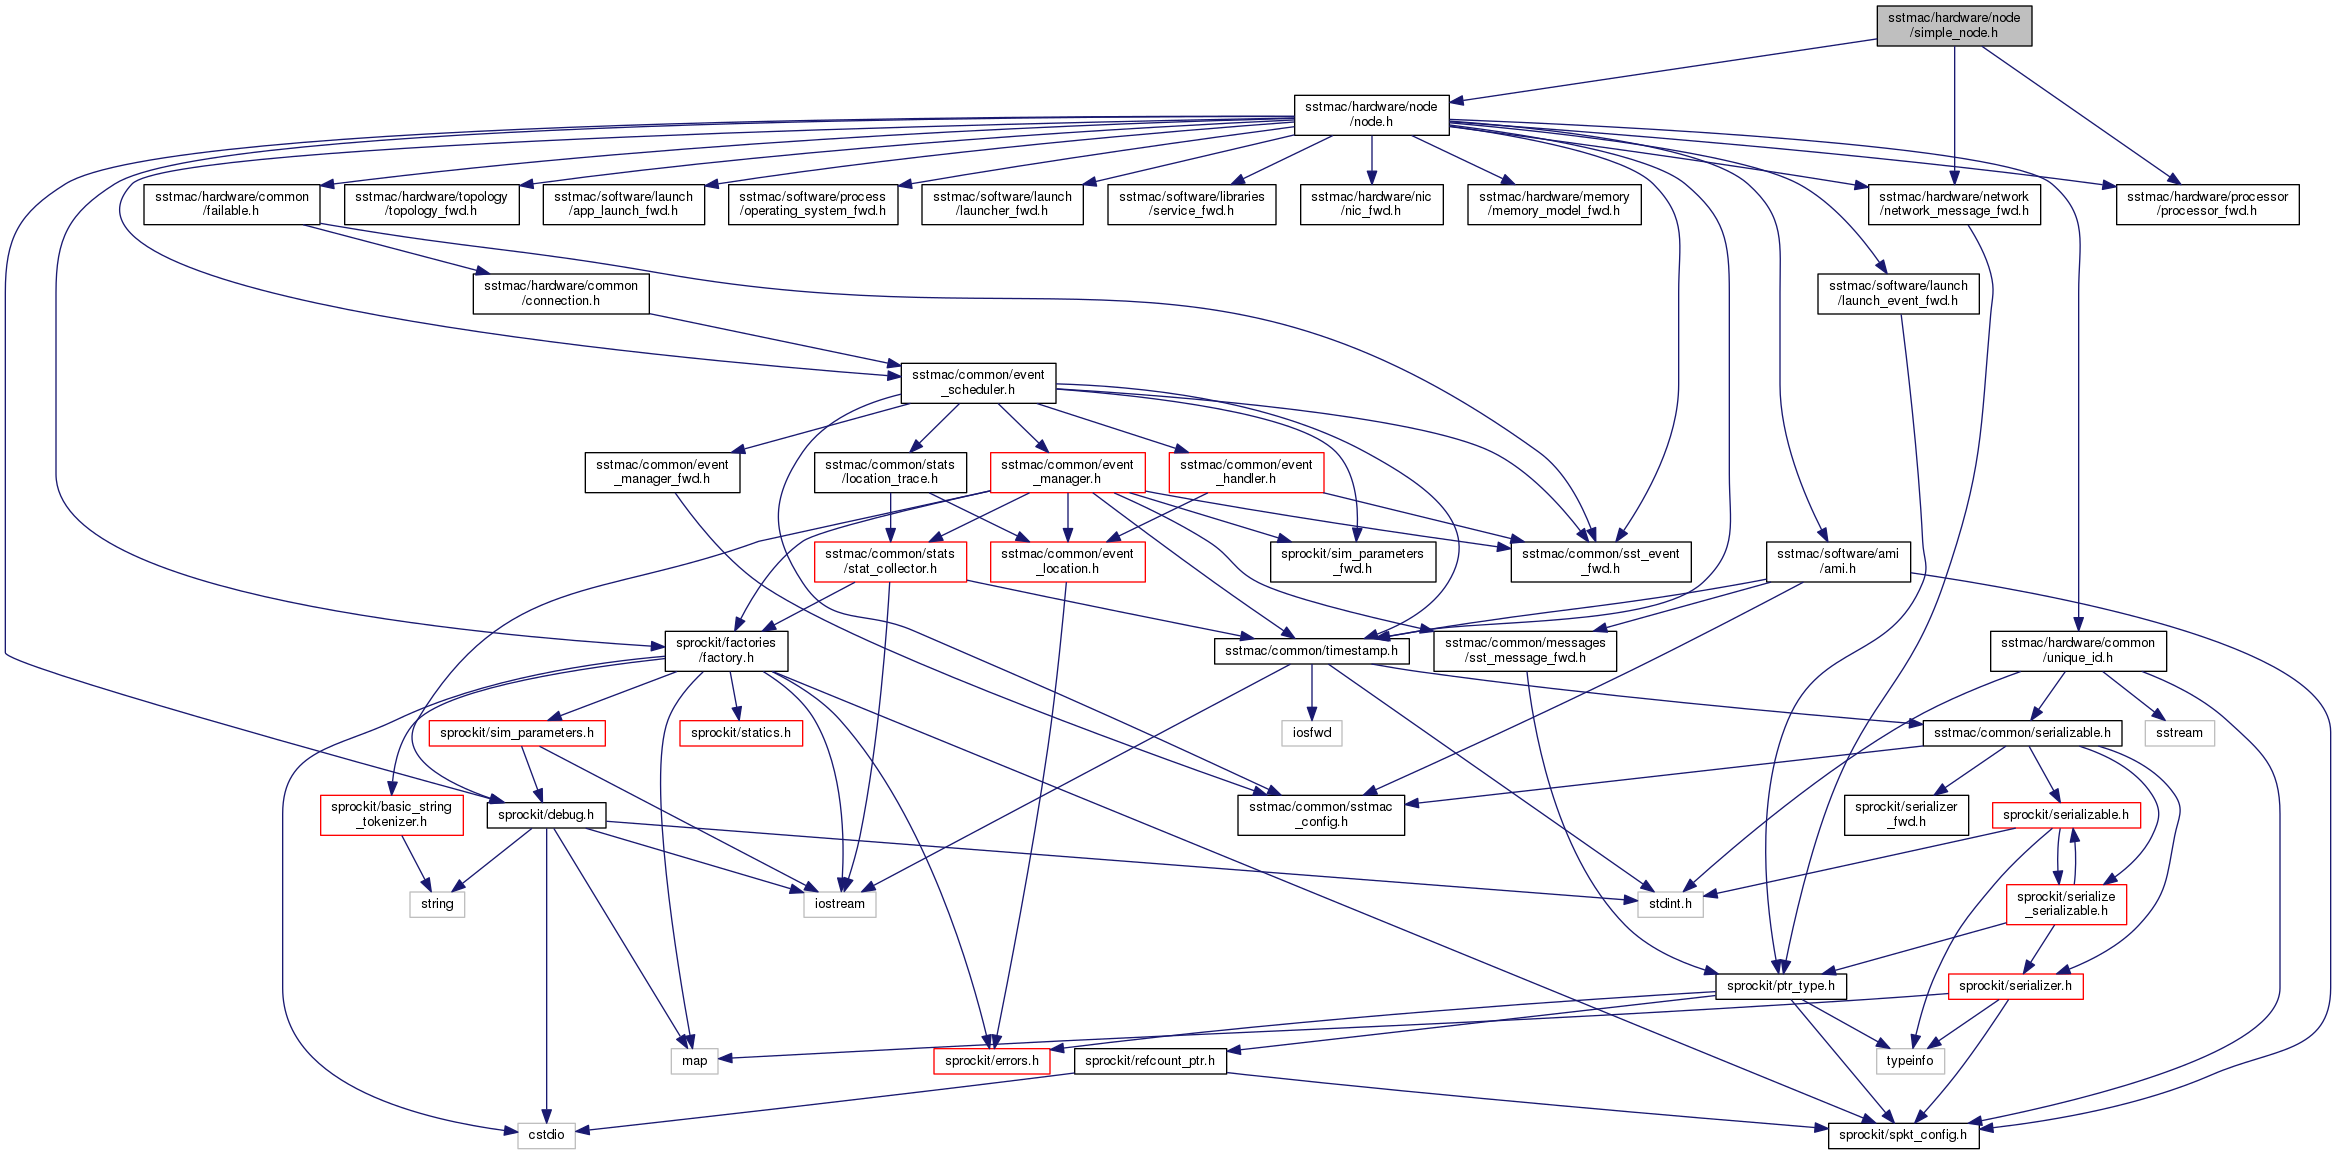 sstmac/hardware/node
/simple_node.h
sstmac/hardware/node
/node.h
sstmac/hardware/common
/failable.h
sstmac/hardware/topology
/topology_fwd.h
sstmac/software/launch
/app_launch_fwd.h
sstmac/software/process
/operating_system_fwd.h
sstmac/software/launch
/launcher_fwd.h
sstmac/software/libraries
/service_fwd.h
sstmac/hardware/nic
/nic_fwd.h
sstmac/hardware/memory
/memory_model_fwd.h
sstmac/hardware/network
/network_message_fwd.h
sstmac/hardware/processor
/processor_fwd.h
sstmac/hardware/common
/connection.h
sstmac/software/launch
/launch_event_fwd.h
sstmac/common/event
_scheduler.h
sstmac/common/event
_manager_fwd.h
sstmac/common/stats
/location_trace.h
sstmac/common/event
_manager.h
sstmac/common/event
_handler.h
sstmac/common/stats
/stat_collector.h
sstmac/common/event
_location.h
sprockit/sim_parameters
_fwd.h
sstmac/common/sst_event
_fwd.h
sstmac/software/ami
/ami.h
sprockit/factories
/factory.h
sstmac/common/timestamp.h
sstmac/common/messages
/sst_message_fwd.h
sstmac/hardware/common
/unique_id.h
sprockit/sim_parameters.h
sprockit/statics.h
iosfwd
sstmac/common/serializable.h
sstream
sprockit/basic_string
_tokenizer.h
sprockit/debug.h
sstmac/common/sstmac
_config.h
sprockit/serializer
_fwd.h
sprockit/serializable.h
string
iostream
stdint.h
sprockit/serialize
_serializable.h
sprockit/ptr_type.h
sprockit/serializer.h
map
sprockit/errors.h
sprockit/refcount_ptr.h
typeinfo
cstdio
sprockit/spkt_config.h